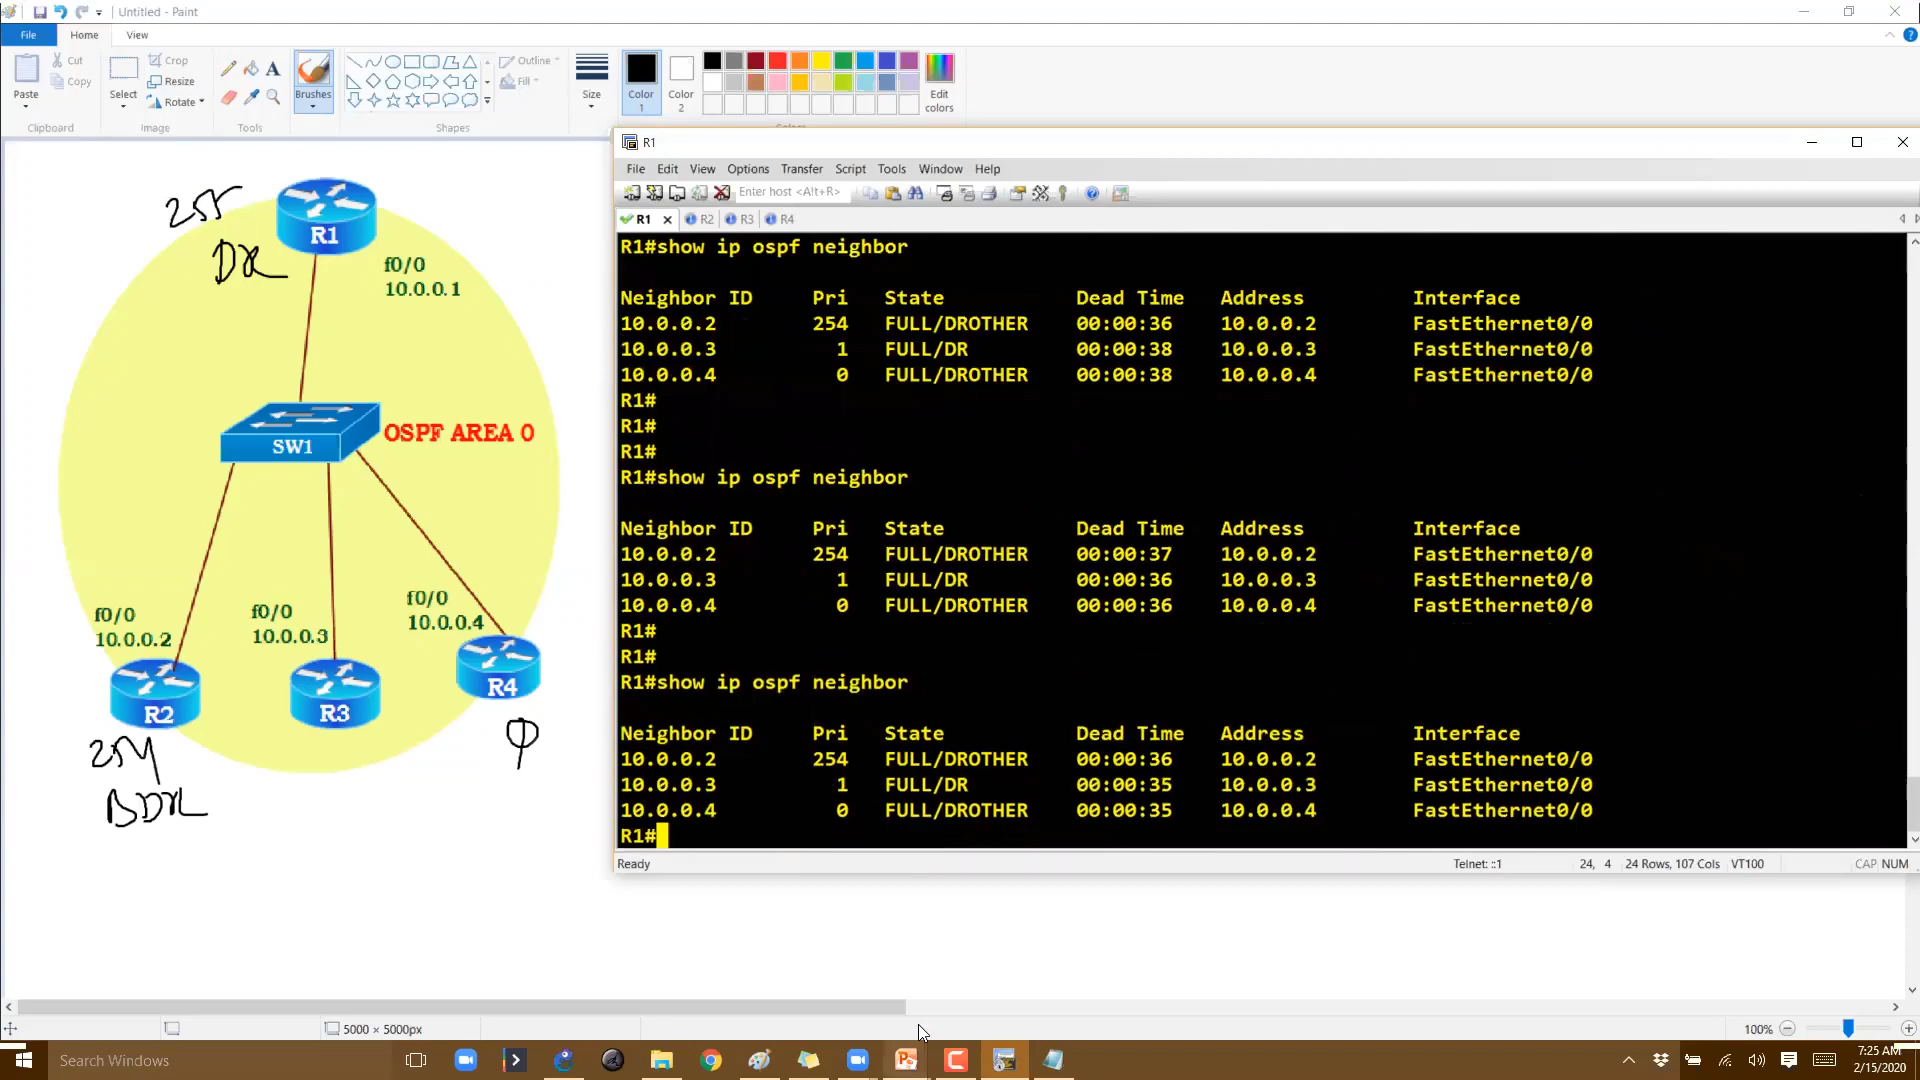 Untitled - Paint
File Home View
Paste Cut Copy Clipboard
Select Crop Resize Rotate Image
Tools
Brushes
Outline Fill Shapes
Size
Color 1 Color 2
Edit colors
R1
File Edit View Options Transfer Script Tools Window Help
Enter host <Alt+R>
R1 R2 R3 R4
R1#show ip ospf neighbor
Neighbor ID Pri State Dead Time Address Interface
10.0.0.2 254 FULL/DROTHER 00:00:36 10.0.0.2 FastEthernet0/0
10.0.0.3 1 FULL/DR 00:00:38 10.0.0.3 FastEthernet0/0
10.0.0.4 0 FULL/DROTHER 00:00:38 10.0.0.4 FastEthernet0/0
R1#
R1#
R1#
R1#show ip ospf neighbor
Neighbor ID Pri State Dead Time Address Interface
10.0.0.2 254 FULL/DROTHER 00:00:37 10.0.0.2 FastEthernet0/0
10.0.0.3 1 FULL/DR 00:00:36 10.0.0.3 FastEthernet0/0
10.0.0.4 0 FULL/DROTHER 00:00:36 10.0.0.4 FastEthernet0/0
R1#
R1#
R1#show ip ospf neighbor
Neighbor ID Pri State Dead Time Address Interface
10.0.0.2 254 FULL/DROTHER 00:00:36 10.0.0.2 FastEthernet0/0
10.0.0.3 1 FULL/DR 00:00:35 10.0.0.3 FastEthernet0/0
10.0.0.4 0 FULL/DROTHER 00:00:35 10.0.0.4 FastEthernet0/0
R1#
Ready Telnet: ::1 24, 4 24 Rows, 107 Cols VT100 CAP NUM
255
DR
R1
f0/0
10.0.0.1
SW1
OSPF AREA 0
f0/0
10.0.0.2
f0/0
10.0.0.3
f0/0
10.0.0.4
R2
R3
R4
254
BDR
5000 × 5000px
100%
Search Windows
7:25 AM
2/15/2020